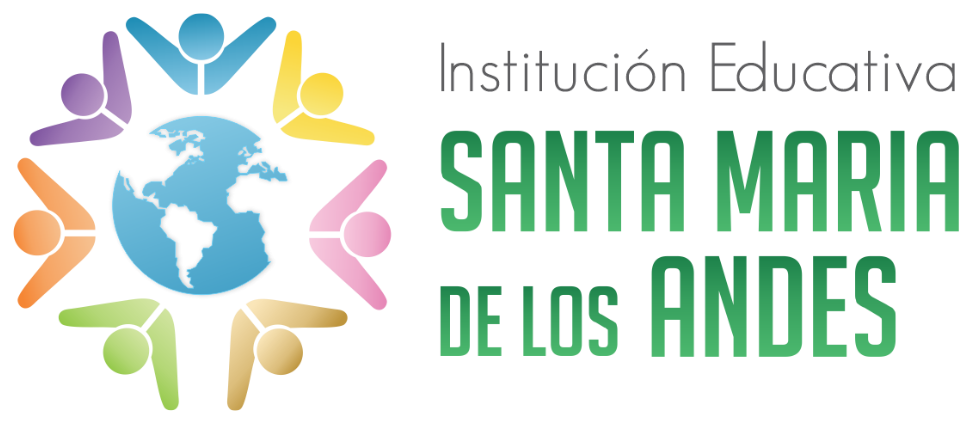 Institución Educativa
SANTA MARIA
DE LOS ANDES